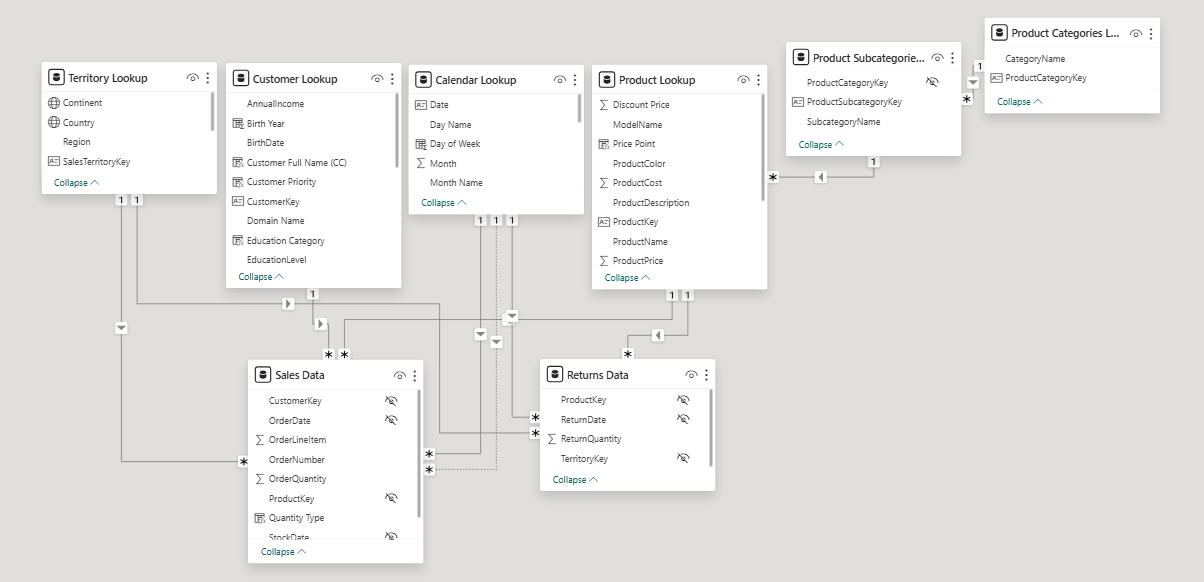 Territory Lookup
Continent
Country
Region
SalesTerritoryKey
Collapse
Customer Lookup
AnnualIncome
Birth Year
BirthDate
Customer Full Name (CC)
Customer Priority
CustomerKey
Domain Name
Education Category
EducationLevel
Collapse
Calendar Lookup
Date
Day Name
Day of Week
Month
Month Name
Collapse
Product Lookup
Discount Price
ModelName
Price Point
ProductColor
ProductCost
ProductDescription
ProductKey
ProductName
ProductPrice
Collapse
Product Subcategorie...
ProductCategoryKey
ProductSubcategoryKey
SubcategoryName
Collapse
Product Categories L...
CategoryName
ProductCategoryKey
Collapse
1
*
1
*
1 1
1
1 1 1
1 1
* *
*
Sales Data
CustomerKey
OrderDate
OrderLineItem
OrderNumber
OrderQuantity
ProductKey
Quantity Type
StockDate
Collapse
*
*
*
Returns Data
ProductKey
ReturnDate
ReturnQuantity
TerritoryKey
Collapse
*
*